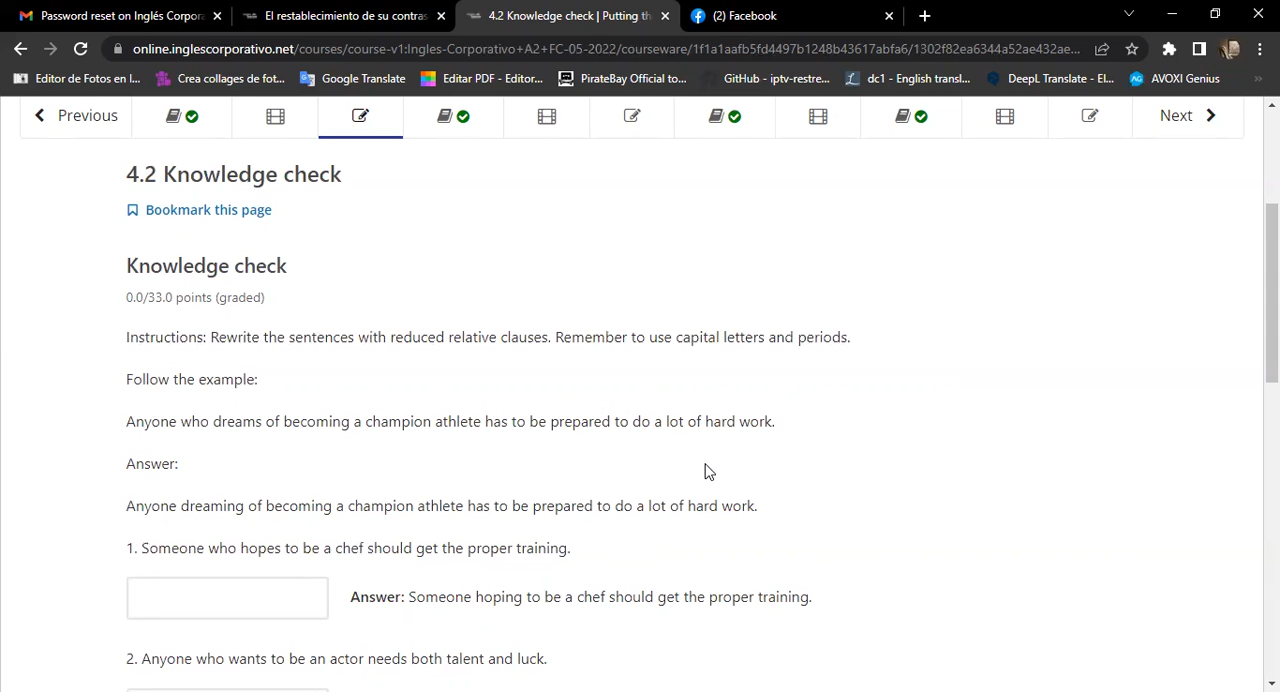 Password reset on Inglés Corpora
El restablecimiento de su contras
4.2 Knowledge check | Putting th
(2) Facebook
online.inglescorporativo.net/courses/course-v1:Ingles-Corporativo+A2+FC-05-2022/courseware/1f1a1aafb5fd4497b1248b43617abfa6/1302f82ea6344a52ae432ae...
Editor de Fotos en l...
Crea collages de fot...
Google Translate
Editar PDF - Editor...
PirateBay Official to...
GitHub - iptv-restre...
dc1 - English transl...
DeepL Translate - El...
AVOXI Genius
»
Previous
Next
4.2 Knowledge check
Bookmark this page
Knowledge check
0.0/33.0 points (graded)
Instructions: Rewrite the sentences with reduced relative clauses. Remember to use capital letters and periods.
Follow the example:
Anyone who dreams of becoming a champion athlete has to be prepared to do a lot of hard work.
Answer:
Anyone dreaming of becoming a champion athlete has to be prepared to do a lot of hard work.
1. Someone who hopes to be a chef should get the proper training.
Answer: Someone hoping to be a chef should get the proper training.
2. Anyone who wants to be an actor needs both talent and luck.